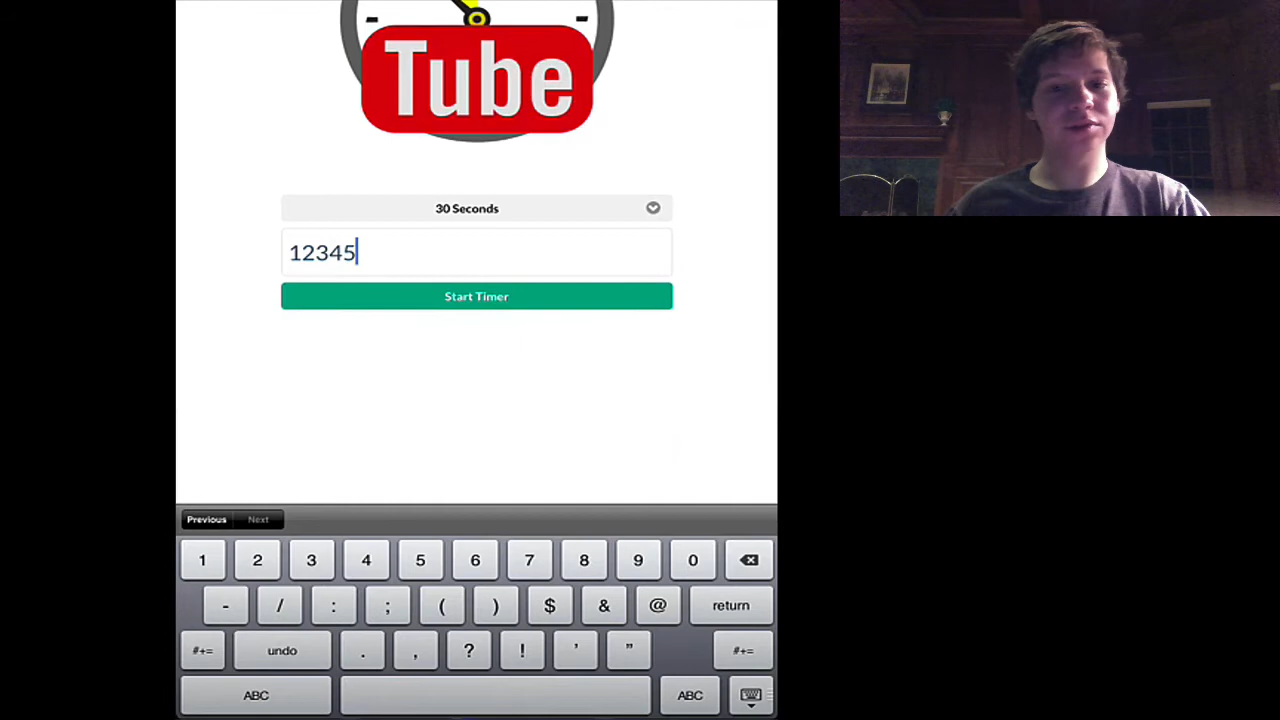 Tube
30 Seconds
12345
Start Timer
Previous Next
1 2 3 4 5 6 7 8 9 0
- / : ; ( ) $ & @ return
#+= undo . , ? ! ' " #+=
ABC ABC